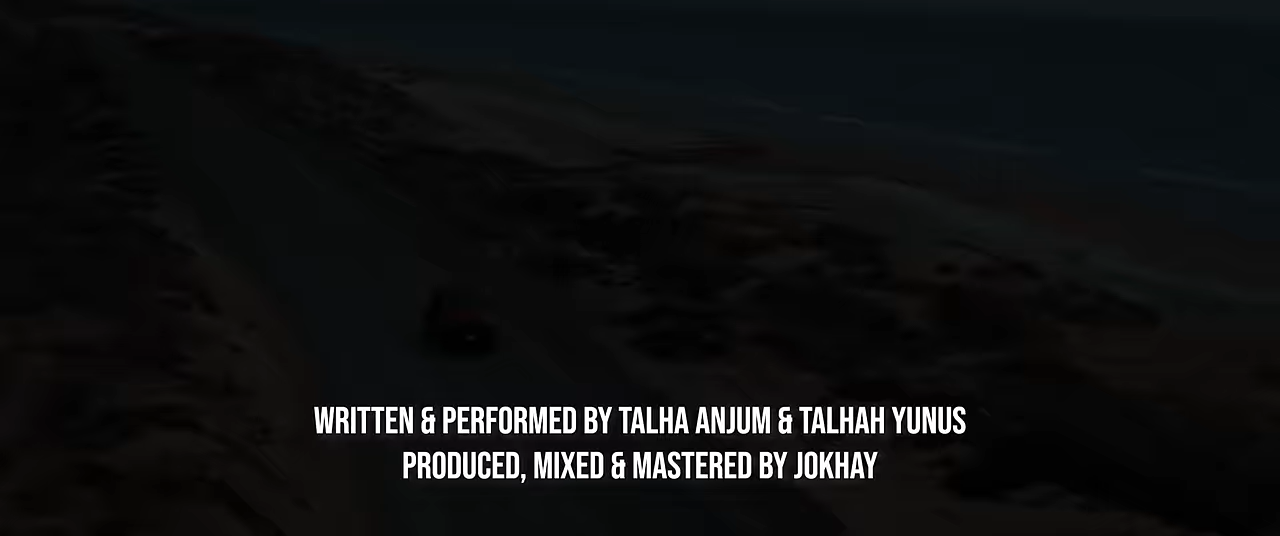 WRITTEN & PERFORMED BY TALHA ANJUM & TALHAH YUNUS
PRODUCED, MIXED & MASTERED BY JOKHAY